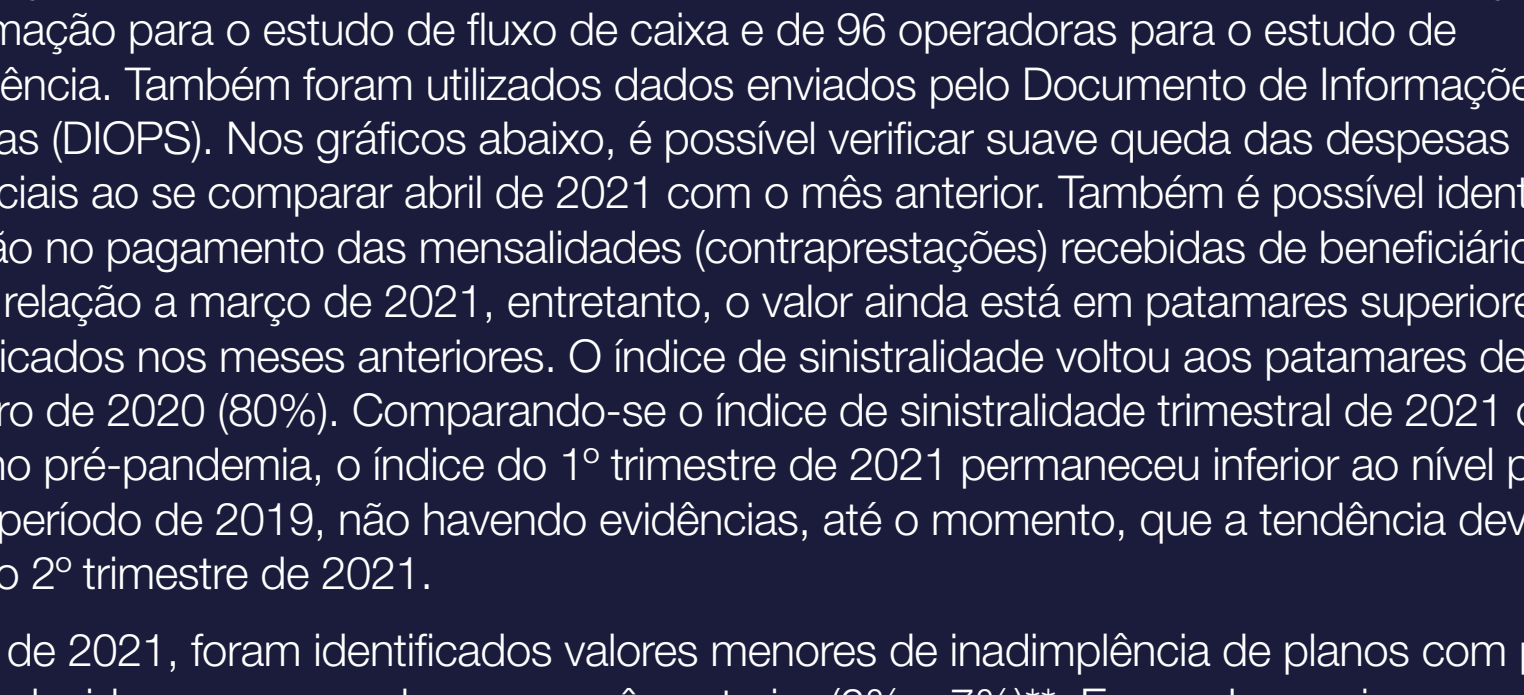 mação para o estudo de fluxo de caixa e de 96 operadoras para o estudo de
ência. Também foram utilizados dados enviados pelo Documento de Informaçõe
as (DIOPS). Nos gráficos abaixo, é possível verificar suave queda das despesas
ciais ao se comparar abril de 2021 com o mês anterior. Também é possível ident
ão no pagamento das mensalidades (contraprestações) recebidas de beneficiário
relação a março de 2021, entretanto, o valor ainda está em patamares superiore
icados nos meses anteriores. O índice de sinistralidade voltou aos patamares de
ro de 2020 (80%). Comparando-se o índice de sinistralidade trimestral de 2021
no pré-pandemia, o índice do 1º trimestre de 2021 permaneceu inferior ao nível p
período de 2019, não havendo evidências, até o momento, que a tendência dev
o 2º trimestre de 2021.
de 2021, foram identificados valores menores de inadimplência de planos com p